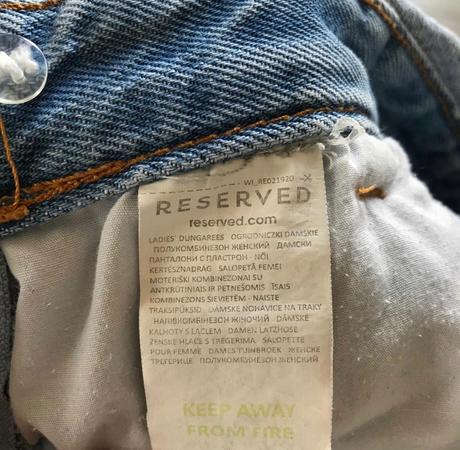 WI_RE021920
RESERVED
reserved.com
LADIES' DUNGAREES OGRODNICZKI DAMSKIE
ПОЛУКОМБИНЕЗОН ЖЕНСКИЙ ДАМСКИ
ПАНТАЛОНИ С ПЛАСТРОН - NŐI
KERTÉSZNADRÁG SALOPETĂ FEMEI
MOTERIŠKI KOMBINEZONAI SU
ANTKRŪTINIAIS IR PETNEŠOMIS ĪSAIS
KOMBINEZONS SIEVIETĒM - NAISTE
TRAKSIPÜKSID DÁMSKE NOHAVICE NA TRAKY
НАПІВКОМБІНЕЗОН ЖІНОЧИЙ DÁMSKÉ
KALHOTY S LACLEM DAMEN LATZHOSE
ŽENSKE HLAČE S TREGERIMA SALOPETTE
POUR FEMME DAMES TUINBROEK ЖЕНСКЕ
ТРЕГЕРИЦЕ ПОЛУКОМБИНЕЗОН ЖЕНСКИЙ
KEEP AWAY
FROM FIRE